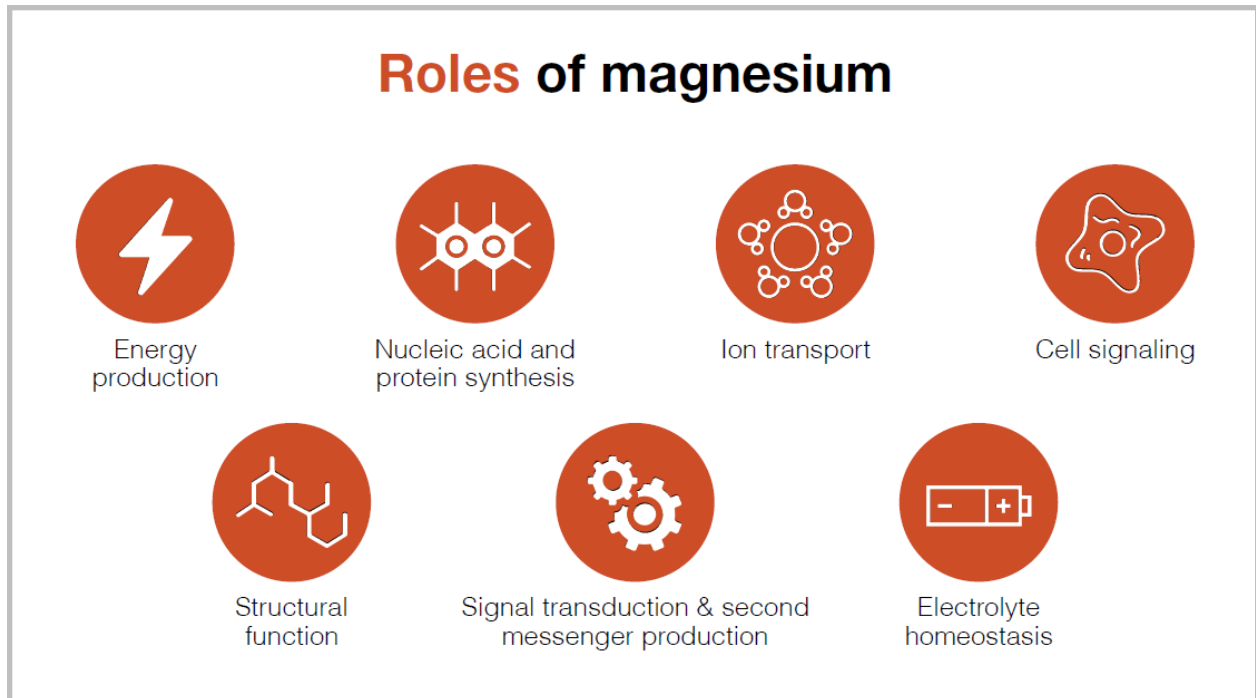 Roles of magnesium
Energy
production
Nucleic acid and
protein synthesis
Ion transport
Cell signaling
Structural
function
Signal transduction & second
messenger production
Electrolyte
homeostasis